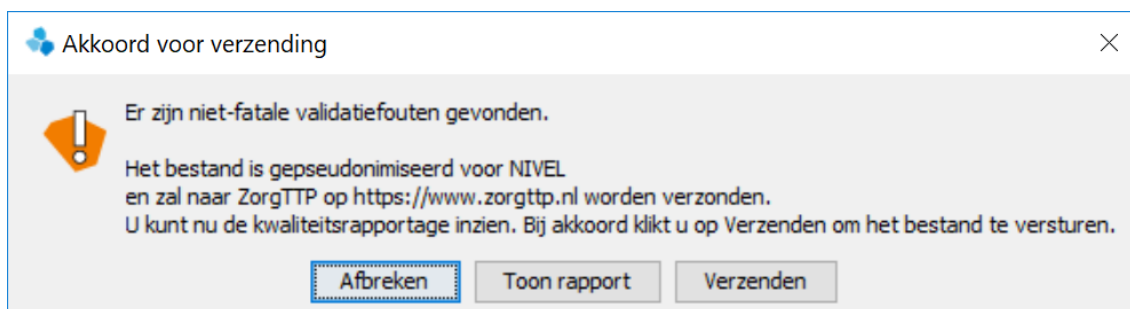 Akkoord voor verzending
Er zijn niet-fatale validatiefouten gevonden.
Het bestand is gepseudonimiseerd voor NIVEL
en zal naar ZorgTTP op https://www.zorgttp.nl worden verzonden.
U kunt nu de kwaliteitsrapportage inzien. Bij akkoord klikt u op Verzenden om het bestand te versturen.
Afbreken Toon rapport Verzenden